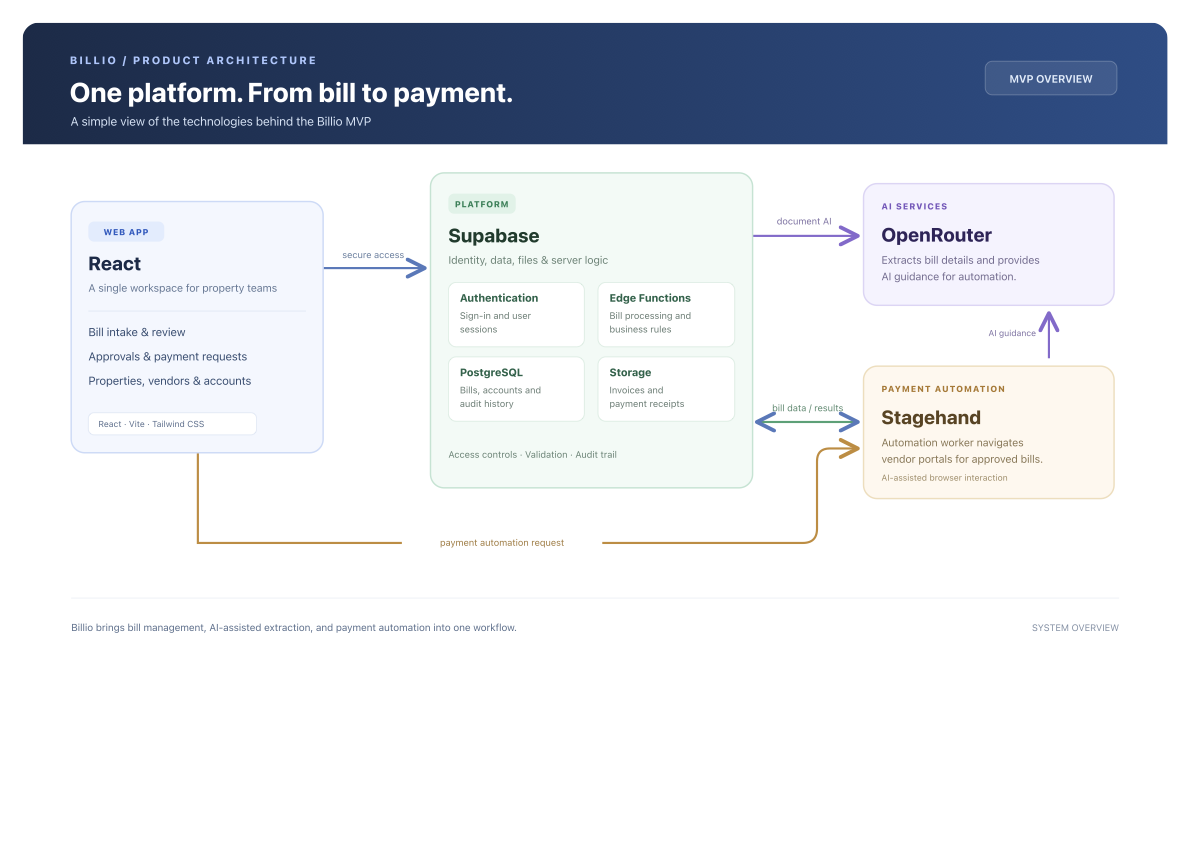 BILLIO / PRODUCT ARCHITECTURE
One platform. From bill to payment.
A simple view of the technologies behind the Billio MVP
MVP OVERVIEW
WEB APP
React
A single workspace for property teams
Bill intake & review
Approvals & payment requests
Properties, vendors & accounts
React · Vite · Tailwind CSS
secure access
PLATFORM
Supabase
Identity, data, files & server logic
Authentication
Sign-in and user
sessions
Edge Functions
Bill processing and
business rules
PostgreSQL
Bills, accounts and
audit history
Storage
Invoices and
payment receipts
Access controls · Validation · Audit trail
document AI
AI SERVICES
OpenRouter
Extracts bill details and provides
AI guidance for automation.
AI guidance
bill data / results
PAYMENT AUTOMATION
Stagehand
Automation worker navigates
vendor portals for approved bills.
AI-assisted browser interaction
payment automation request
Billio brings bill management, AI-assisted extraction, and payment automation into one workflow.
SYSTEM OVERVIEW